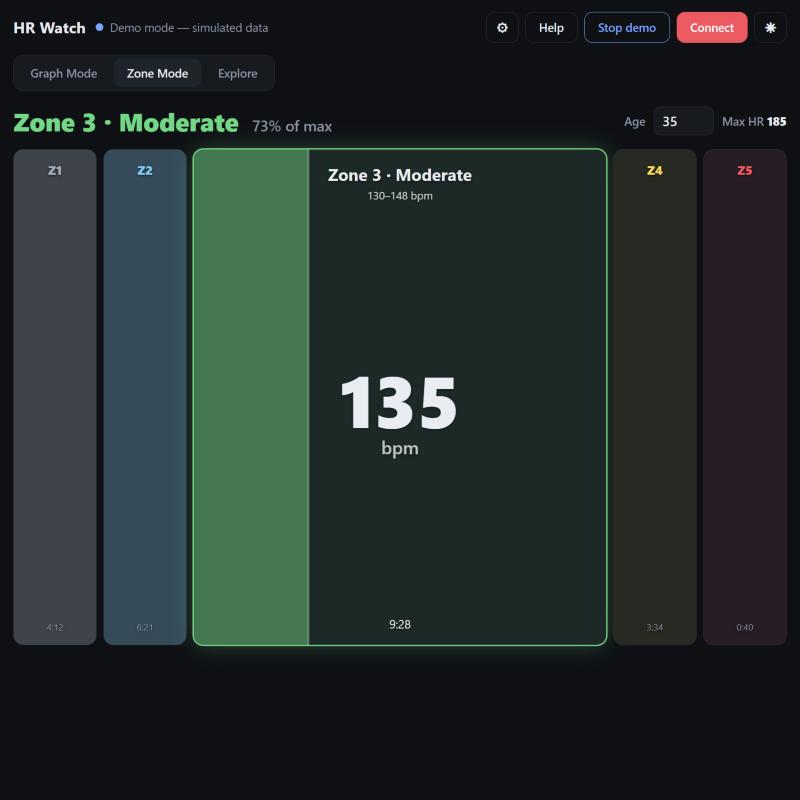 HR Watch Demo mode — simulated data ⚙ Help Stop demo Connect
Graph Mode Zone Mode Explore
Zone 3 · Moderate 73% of max Age 35 Max HR 185
Z1 Z2 Zone 3 · Moderate Z4 Z5
130–148 bpm
135
bpm
4:12 6:21 9:28 3:34 0:40